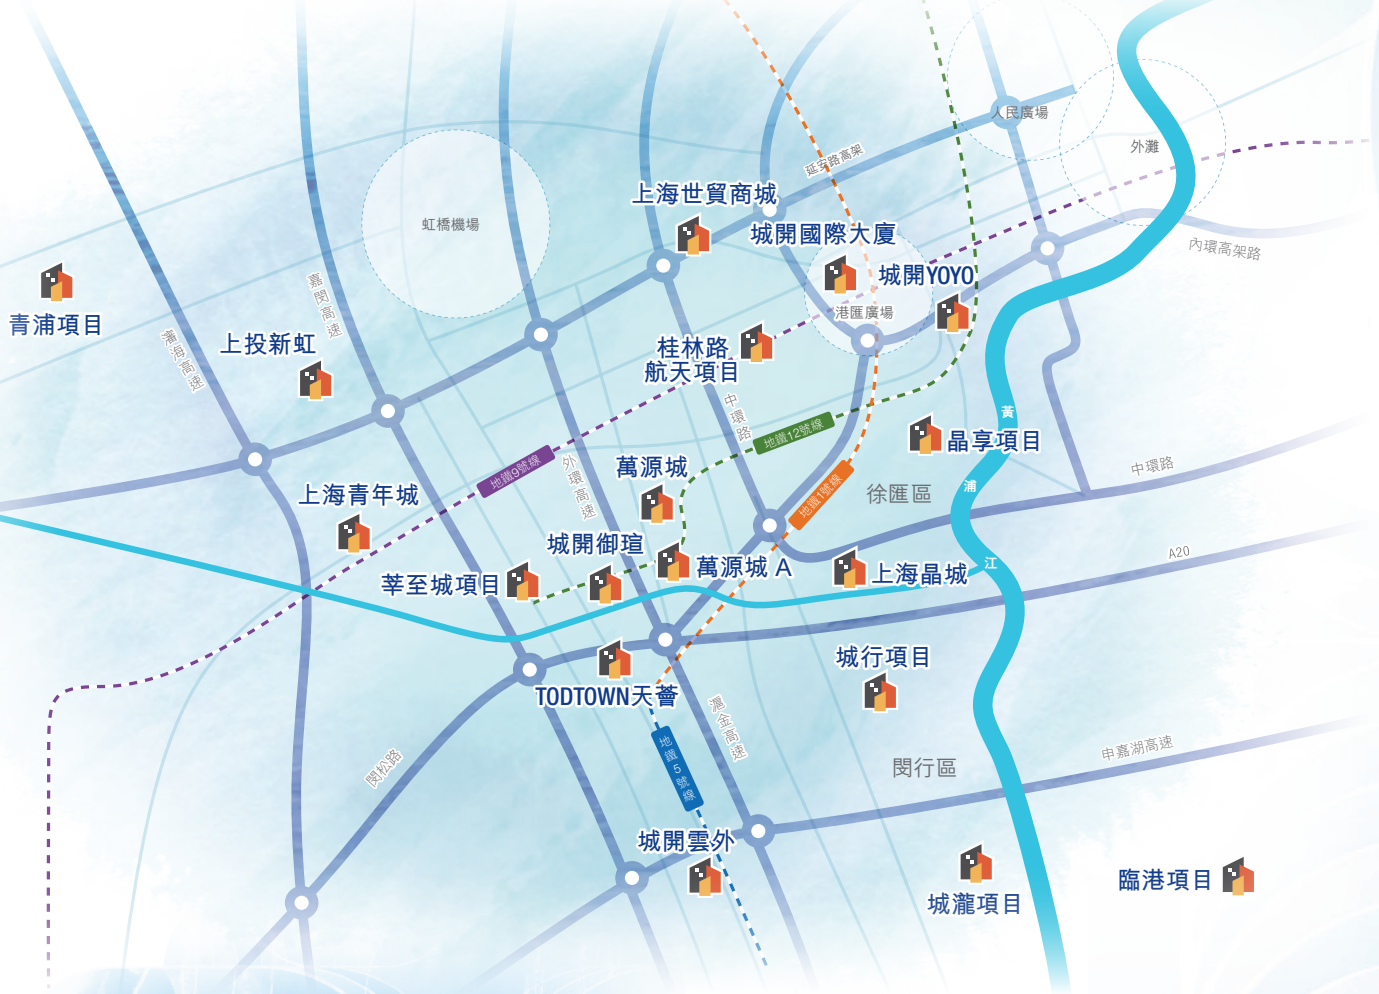 人民廣場
外灘
延安路高架
上海世貿商城
虹橋機場
城開國際大廈
內環高架路
城開YOYO
青浦項目
嘉閔高速
港匯廣場
瀋海高速
上投新虹
桂林路
航天項目
中環路
黃
地鐵12號線
晶享項目
地鐵9號線
外環高速
萬源城
中環路
上海青年城
地鐵1號線
徐匯區
浦
城開御瑄
A20
江
莘至城項目
萬源城 A
上海晶城
城行項目
TODTOWN天薈
滬金高速
地鐵5號線
閔松路
閔行區
申嘉湖高速
城開雲外
城瀧項目
臨港項目